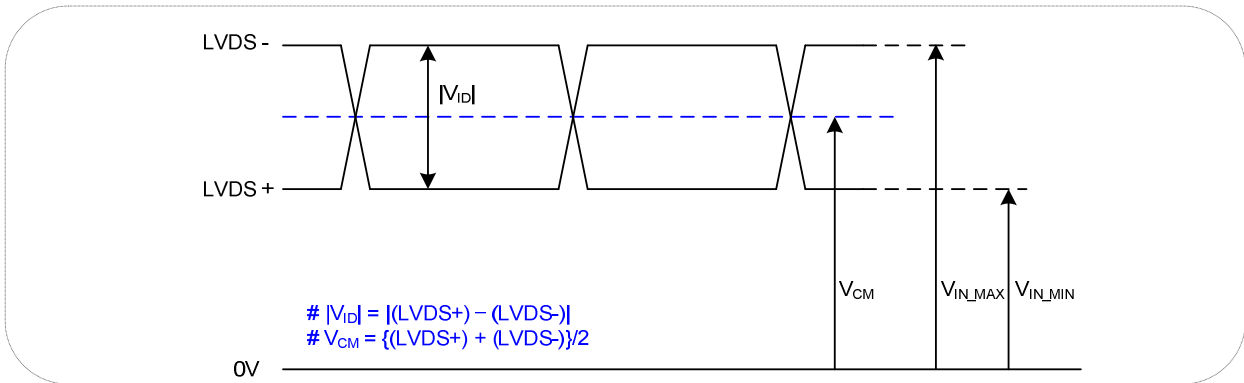 LVDS -
|VID|
LVDS +
VCM
VIN_MAX
VIN_MIN
# |VID| = |(LVDS+) – (LVDS-)|
# VCM = {(LVDS+) + (LVDS-)}/2
0V